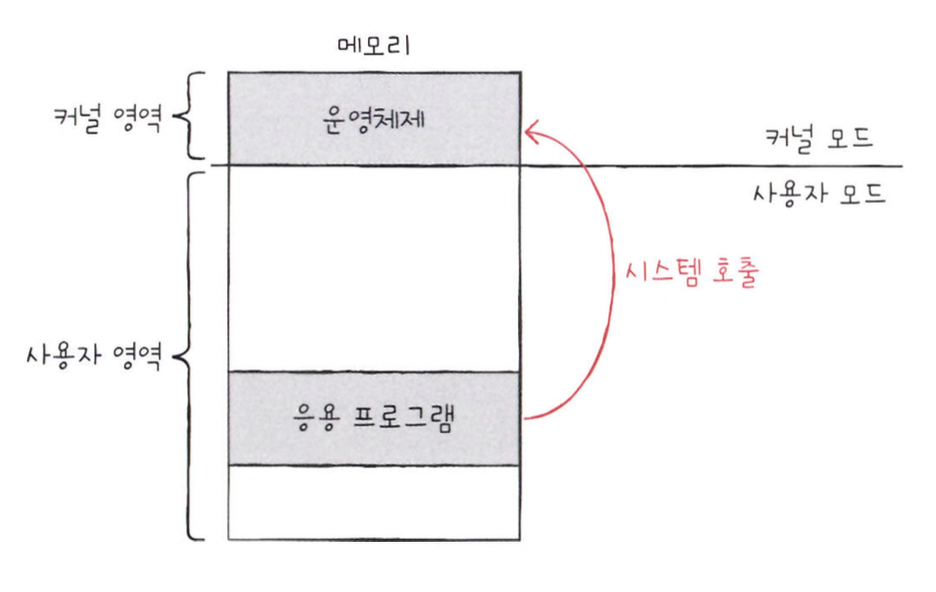 메모리
커널 영역
운영체제
커널 모드
사용자 모드
시스템 호출
사용자 영역
응용 프로그램